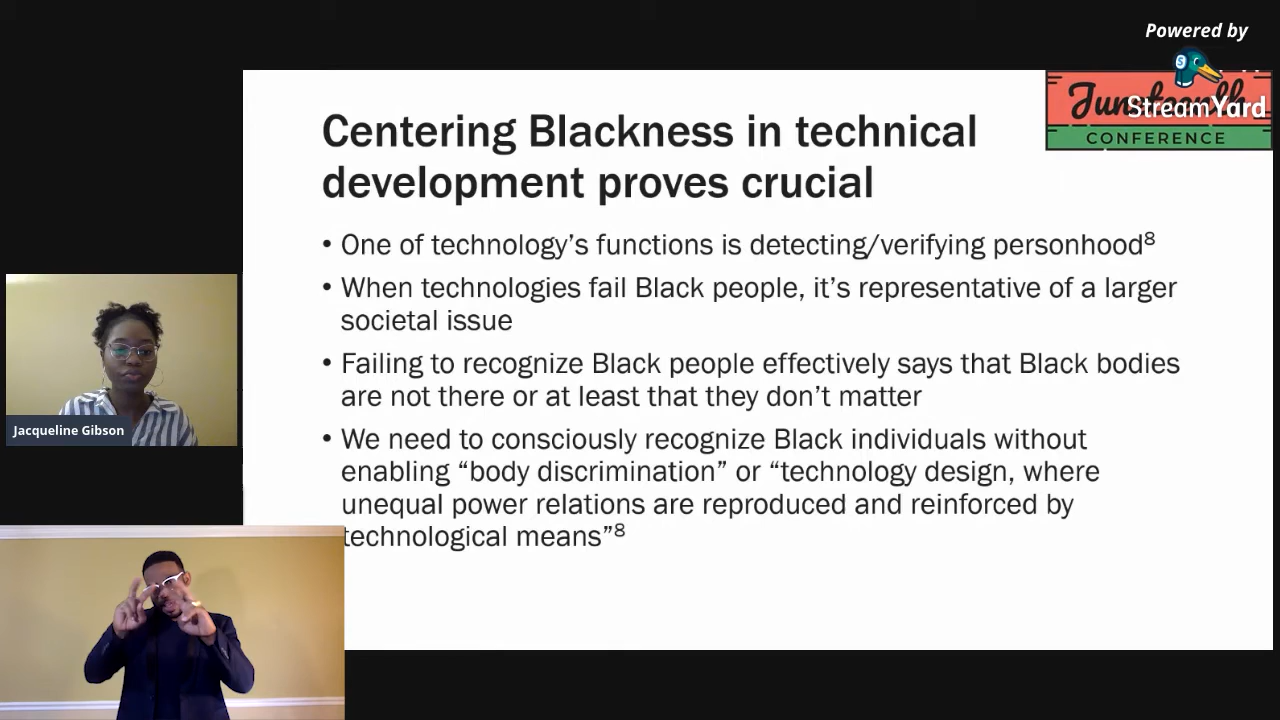 Powered by
StreamYard
Juneteenth
CONFERENCE
Centering Blackness in technical
development proves crucial
• One of technology’s functions is detecting/verifying personhood⁸
• When technologies fail Black people, it’s representative of a larger
societal issue
• Failing to recognize Black people effectively says that Black bodies
are not there or at least that they don’t matter
• We need to consciously recognize Black individuals without
enabling “body discrimination” or “technology design, where
unequal power relations are reproduced and reinforced by
technological means”⁸
Jacqueline Gibson